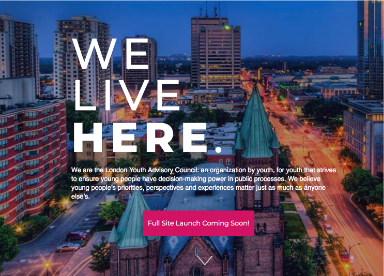 WE
LIVE
HERE.
We are the London Youth Advisory Council: an organization by youth, for youth that strives
to ensure young people have decision-making power in public processes. We believe
young people's priorities, perspectives and experiences matter just as much as anyone
else's.
Full Site Launch Coming Soon!